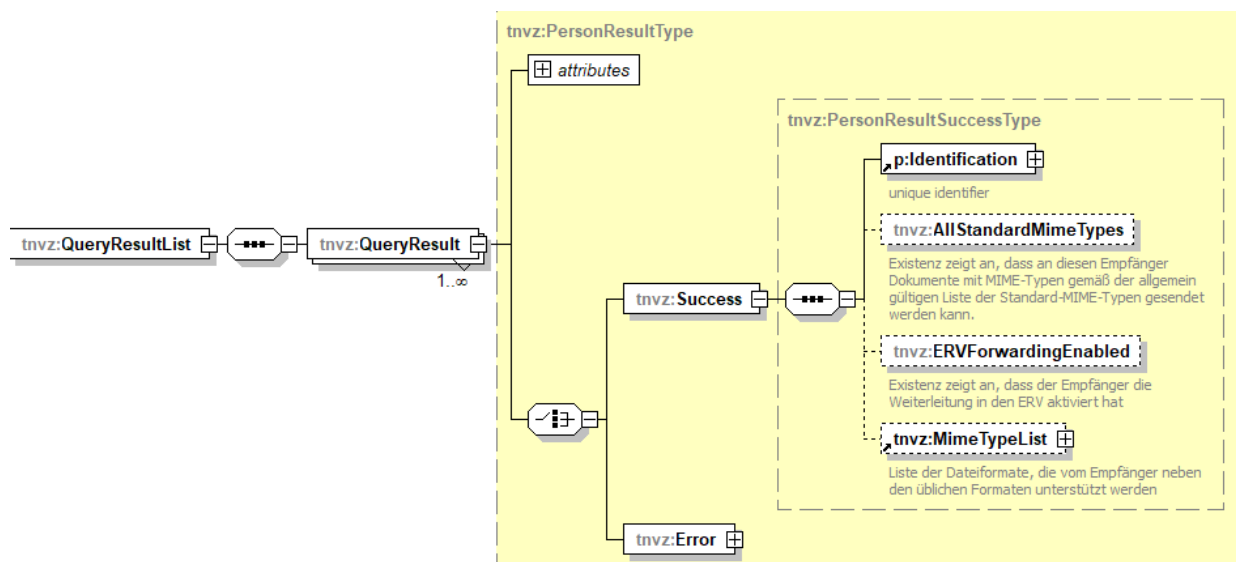 tnvz:PersonResultType
attributes
tnvz:PersonResultSuccessType
p:Identification
unique identifier
tnvz:AllStandardMimeTypes
Existenz zeigt an, dass an diesen Empfänger
Dokumente mit MIME-Typen gemäß der allgemein
gültigen Liste der Standard-MIME-Typen gesendet
werden kann.
tnvz:QueryResultList
tnvz:QueryResult
1..∞
tnvz:Success
tnvz:ERVForwardingEnabled
Existenz zeigt an, dass der Empfänger die
Weiterleitung in den ERV aktiviert hat
tnvz:MimeTypeList
Liste der Dateiformate, die vom Empfänger neben
den üblichen Formaten unterstützt werden
tnvz:Error